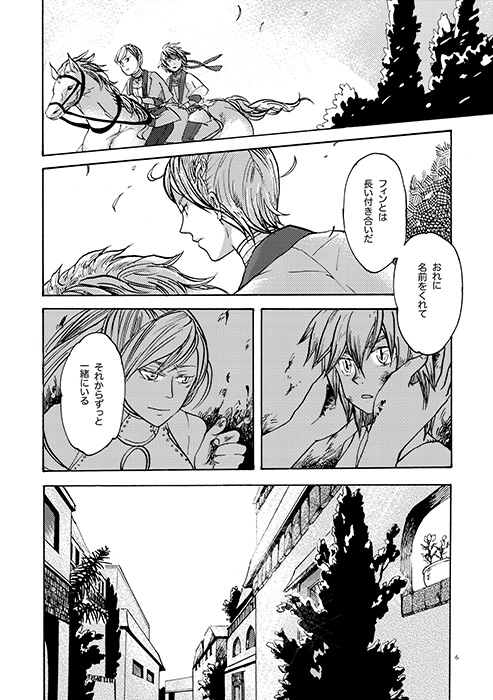 フィンとは
長い付き合いだ
おれに
名前をくれて
それからずっと
一緒にいる
6